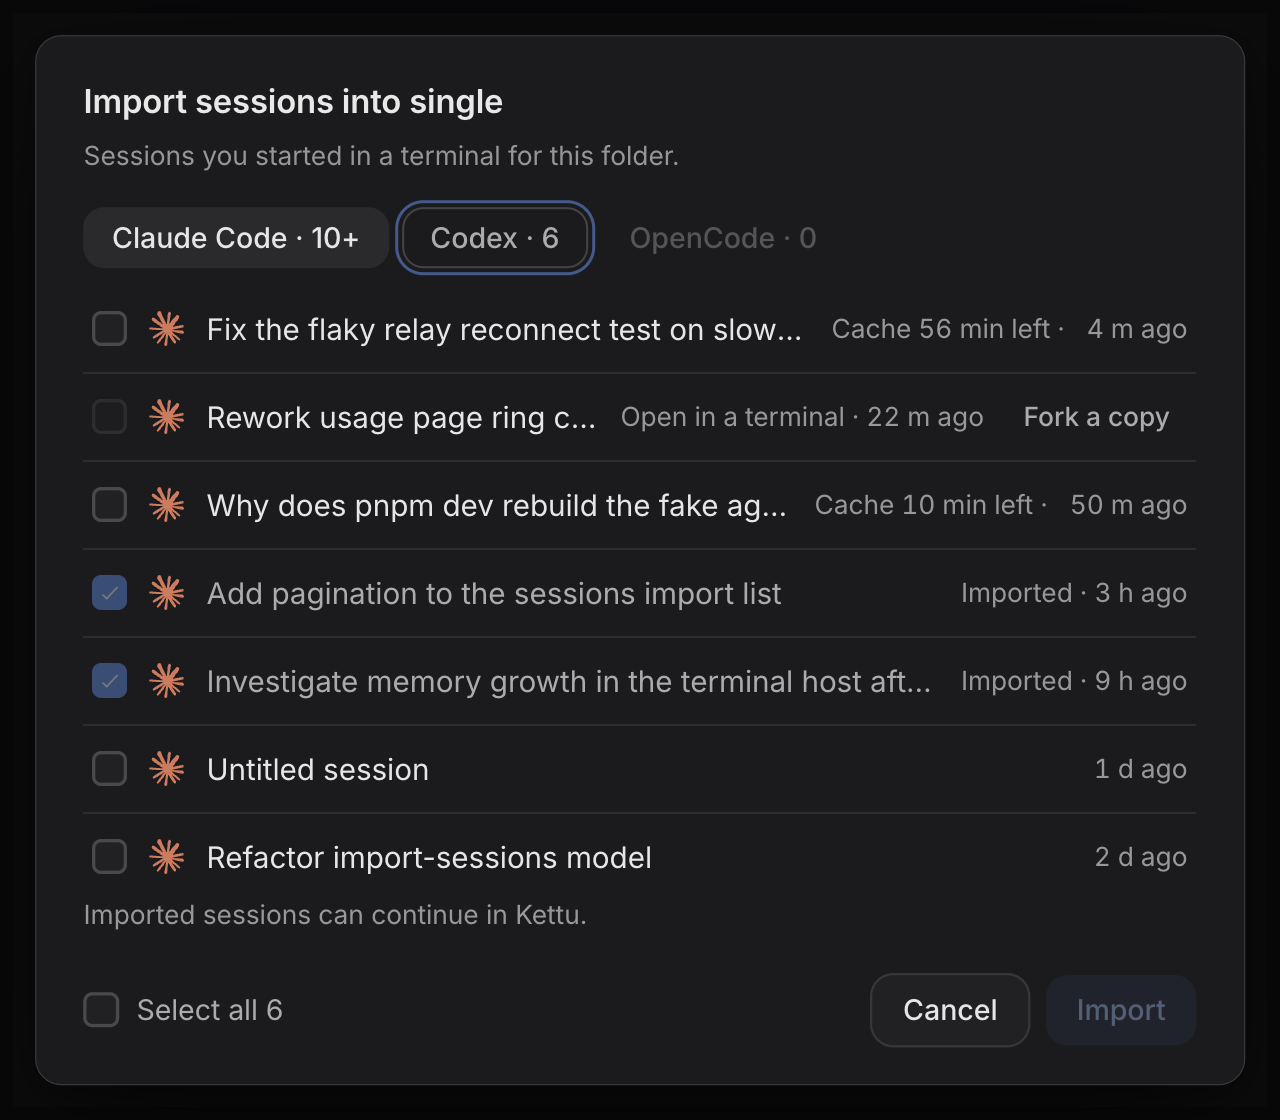 Import sessions into single
Sessions you started in a terminal for this folder.
Claude Code · 10+ Codex · 6 OpenCode · 0
Fix the flaky relay reconnect test on slow... Cache 56 min left · 4 m ago
Rework usage page ring c... Open in a terminal · 22 m ago Fork a copy
Why does pnpm dev rebuild the fake ag... Cache 10 min left · 50 m ago
Add pagination to the sessions import list Imported · 3 h ago
Investigate memory growth in the terminal host aft... Imported · 9 h ago
Untitled session 1 d ago
Refactor import-sessions model 2 d ago
Imported sessions can continue in Kettu.
Select all 6 Cancel Import